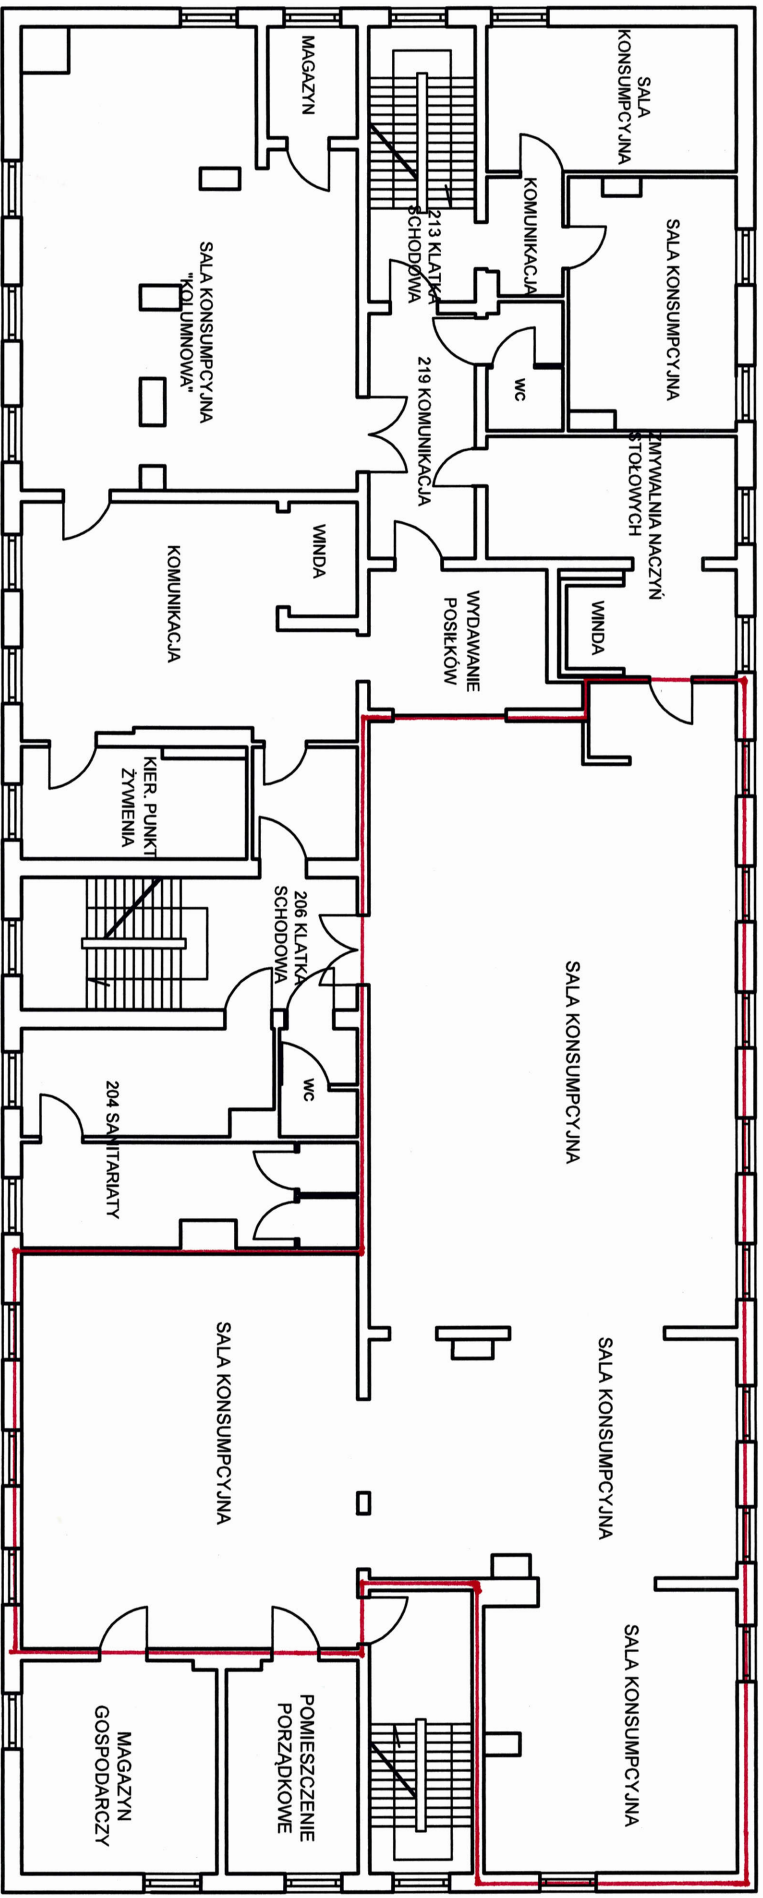 MAGAZYN
SALA
KONSUMPCYJNA
KOMUNIKACJA
SALA KONSUMPCYJNA
213 KLATKA
SCHODOWA
SALA KONSUMPCYJNA
"KOLUMNOWA"
219 KOMUNIKACJA
WC
ZMYWALNIA NACZYŃ
STOŁOWYCH
WINDA
KOMUNIKACJA
WYDAWANIE
POSIŁKÓW
WINDA
KIER. PUNKT
ŻYWIENIA
206 KLATKA
SCHODOWA
SALA KONSUMPCYJNA
WC
204 SANITARIATY
SALA KONSUMPCYJNA
SALA KONSUMPCYJNA
SALA KONSUMPCYJNA
MAGAZYN
GOSPODARCZY
POMIESZCZENIE
PORZĄDKOWE